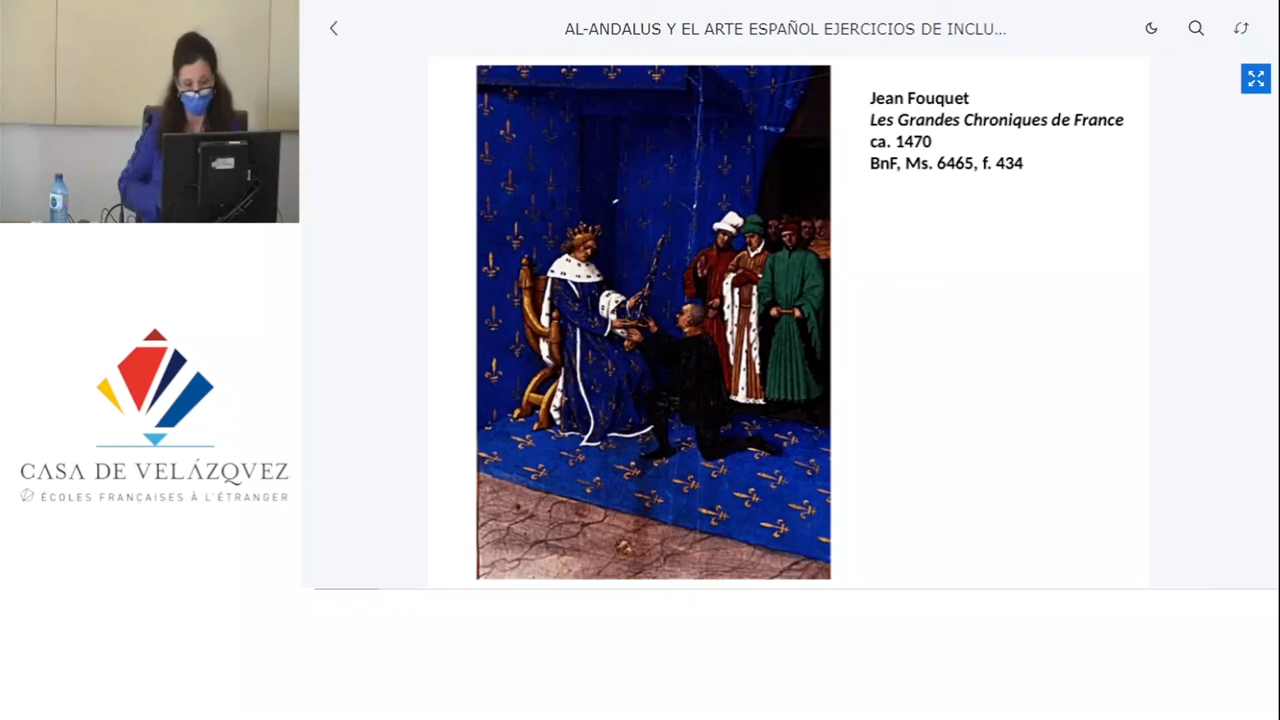 AL-ANDALUS Y EL ARTE ESPAÑOL EJERCICIOS DE INCLU...
Jean Fouquet
Les Grandes Chroniques de France
ca. 1470
BnF, Ms. 6465, f. 434
CASA DE VELÁZQVEZ
ÉCOLES FRANÇAISES À L'ÉTRANGER